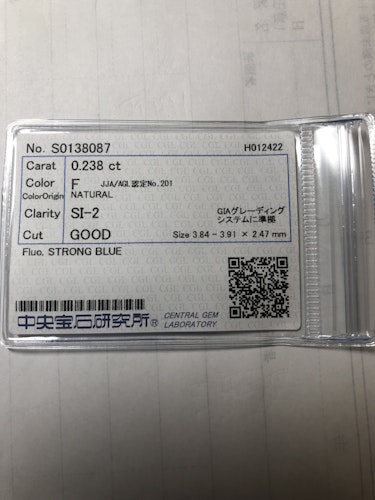 No. S0138087 H012422
Carat 0.238 ct
Color F JJA/AGL認定No.201
ColorOrigin NATURAL
Clarity SI-2 GIAグレーディング
システムに準拠
Cut GOOD Size 3.84 - 3.91 × 2.47 mm
Fluo. STRONG BLUE
中央宝石研究所® CENTRAL GEM
LABORATORY